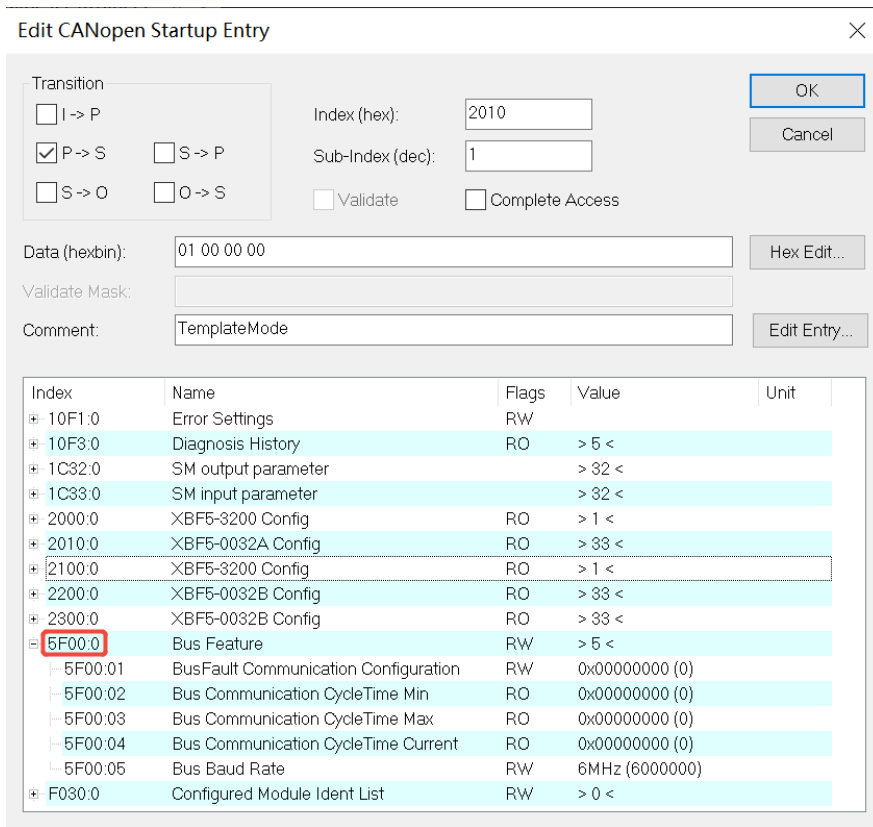 Edit CANopen Startup Entry
Transition
I -> P
P -> S
S -> P
S -> O
O -> S
Index (hex):
2010
Sub-Index (dec):
1
Validate
Complete Access
OK
Cancel
Data (hexbin):
01 00 00 00
Hex Edit...
Validate Mask:
Comment:
TemplateMode
Edit Entry...
Index Name Flags Value Unit
10F1:0 Error Settings RW
10F3:0 Diagnosis History RO > 5 <
1C32:0 SM output parameter > 32 <
1C33:0 SM input parameter > 32 <
2000:0 XBF5-3200 Config RO > 1 <
2010:0 XBF5-0032A Config RO > 33 <
2100:0 XBF5-3200 Config RO > 1 <
2200:0 XBF5-0032B Config RO > 33 <
2300:0 XBF5-0032B Config RO > 33 <
5F00:0 Bus Feature RW > 5 <
5F00:01 BusFault Communication Configuration RW 0x00000000 (0)
5F00:02 Bus Communication CycleTime Min RO 0x00000000 (0)
5F00:03 Bus Communication CycleTime Max RO 0x00000000 (0)
5F00:04 Bus Communication CycleTime Current RO 0x00000000 (0)
5F00:05 Bus Baud Rate RW 6MHz (6000000)
F030:0 Configured Module Ident List RW > 0 <